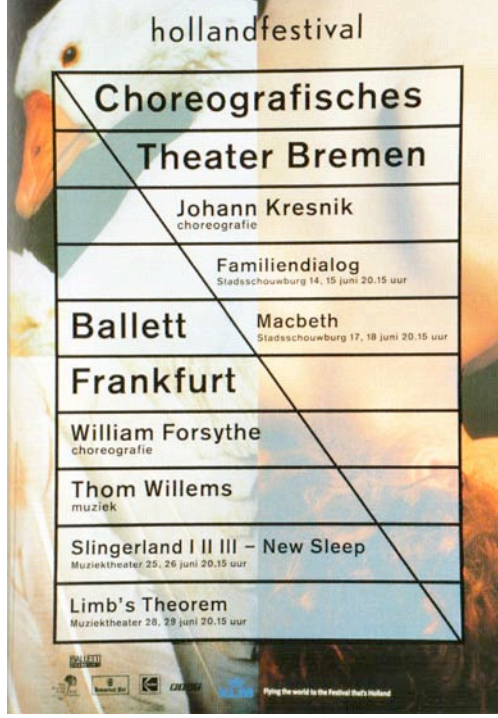 hollandfestival
Choreografisches
Theater Bremen
Johann Kresnik
choreografie
Familiendialog
Stadsschouwburg 14, 15 juni 20.15 uur
Ballett
Macbeth
Stadsschouwburg 17, 18 juni 20.15 uur
Frankfurt
William Forsythe
choreografie
Thom Willems
muziek
Slingerland I II III – New Sleep
Muziektheater 25, 26 juni 20.15 uur
Limb's Theorem
Muziektheater 28, 29 juni 20.15 uur
BALLETT
KLM
Flying the world to the Festival that's Holland